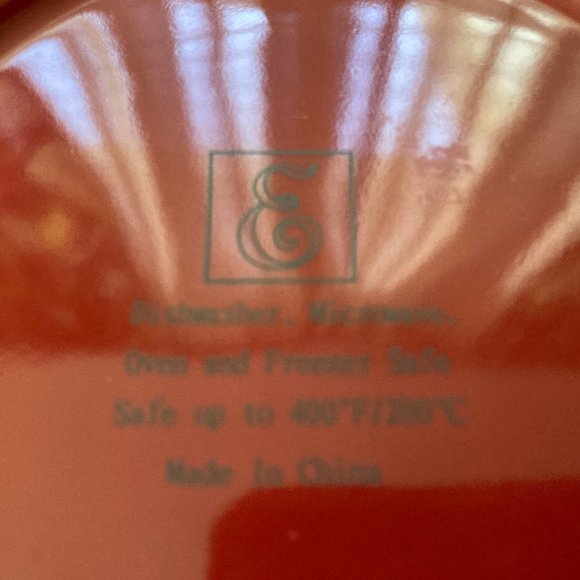 E
Dishwasher, Microwave,
Oven and Freezer Safe
Safe up to 400°F/200°C
Made In China